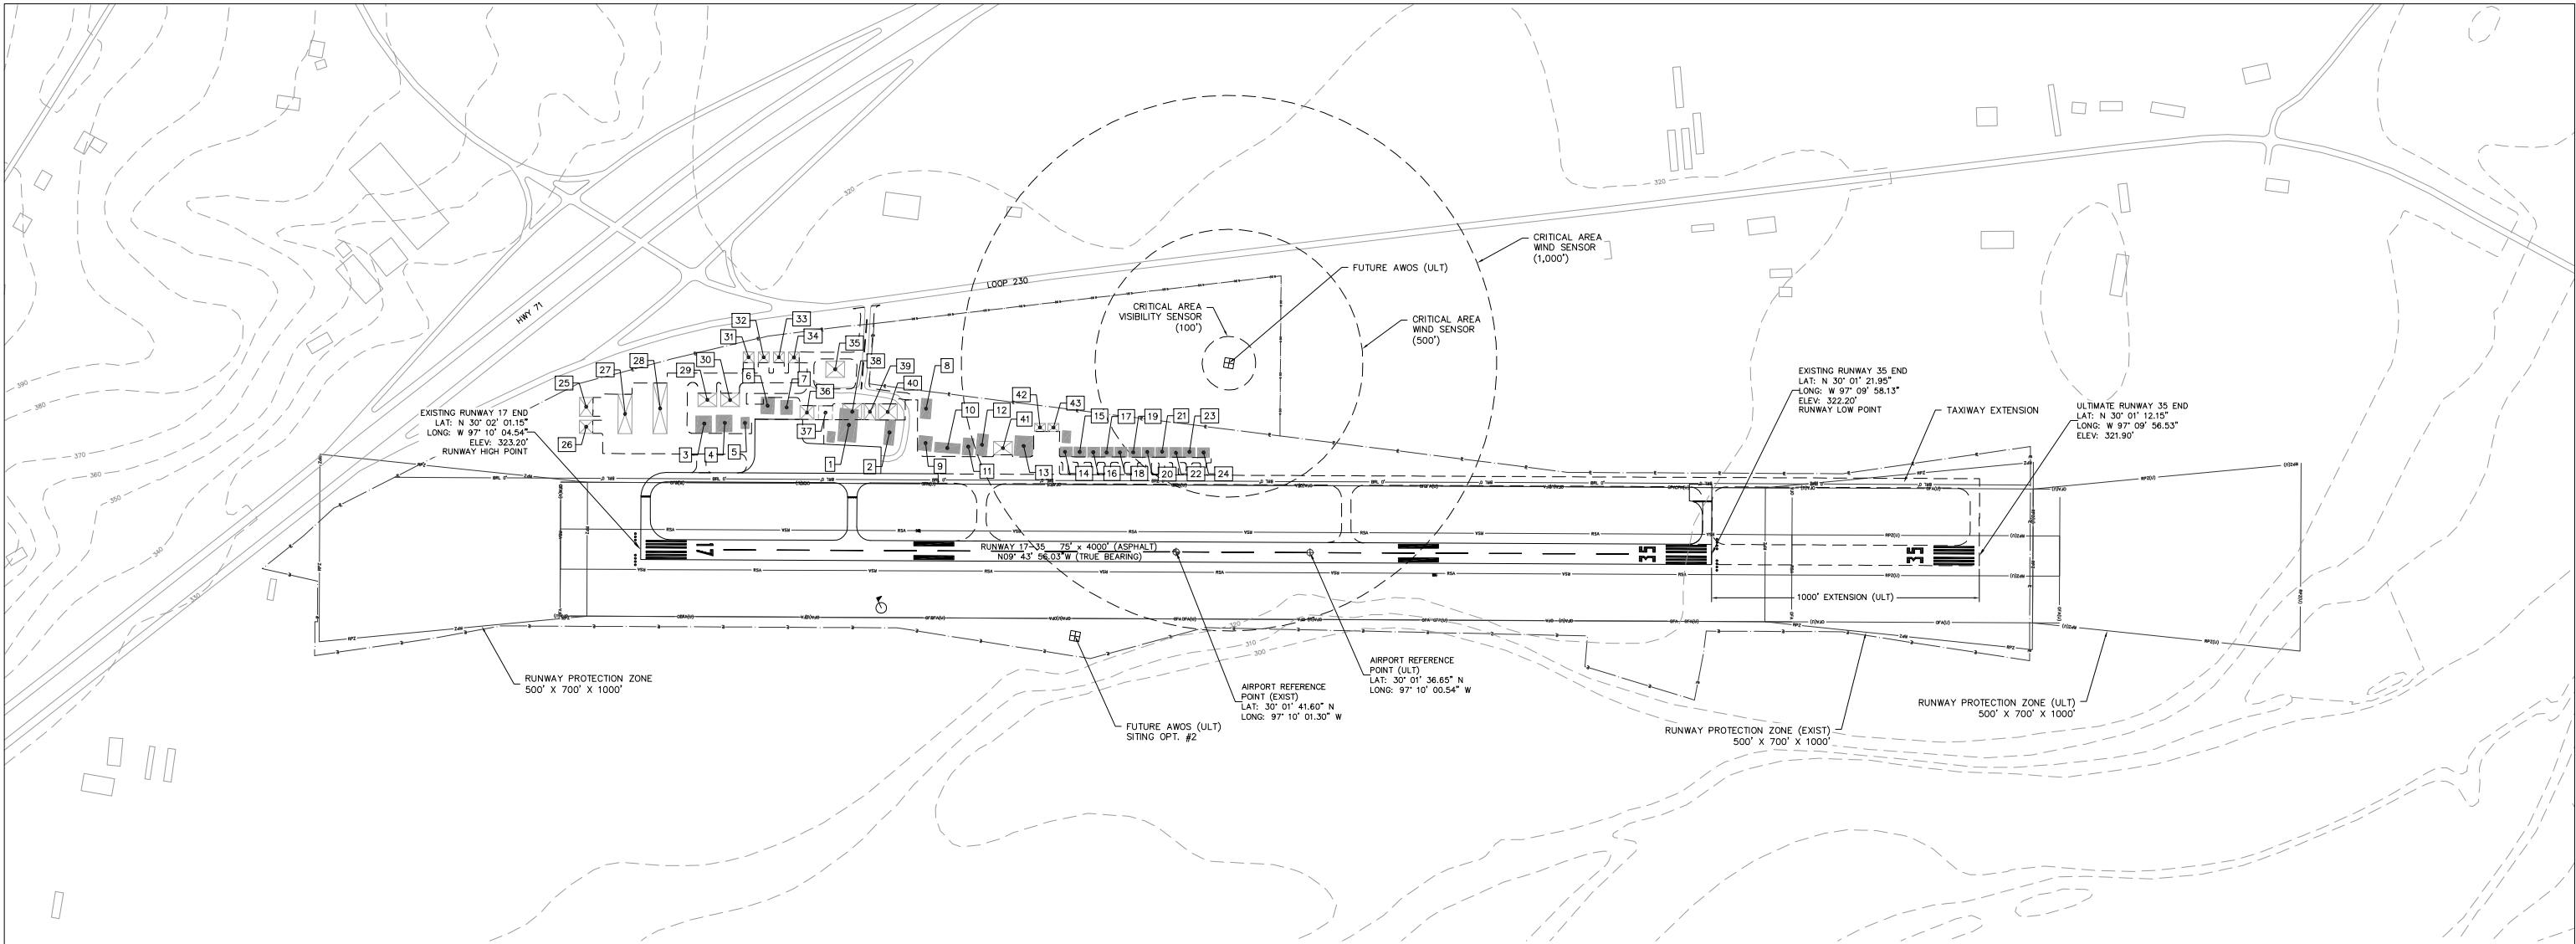 320
320
LOOP 230
HWY 71
CRITICAL AREA
WIND SENSOR
(1,000')
FUTURE AWOS (ULT)
CRITICAL AREA
VISIBILITY SENSOR
(100')
CRITICAL AREA
WIND SENSOR
(500')
32
33
31
34
35
28
30
38
39
27
29
6
7
8
25
36
40
26
37
42
43
3
4
5
1
2
10
12
41
9
11
13
15
17
19
21
23
14
16
18
20
22
24
390
380
370
360
350
340
330
EXISTING RUNWAY 17 END
LAT: N 30° 02' 01.15"
LONG: W 97° 10' 04.54"
ELEV: 323.20'
RUNWAY HIGH POINT
EXISTING RUNWAY 35 END
LAT: N 30° 01' 21.95"
LONG: W 97° 09' 58.13"
ELEV: 322.20'
RUNWAY LOW POINT
TAXIWAY EXTENSION
ULTIMATE RUNWAY 35 END
LAT: N 30° 01' 12.15"
LONG: W 97° 09' 56.53"
ELEV: 321.90'
17
RUNWAY 17-35 75' x 4000' (ASPHALT)
N09° 43' 56.03"W (TRUE BEARING)
35
35
1000' EXTENSION (ULT)
320
310
300
RUNWAY PROTECTION ZONE
500' X 700' X 1000'
FUTURE AWOS (ULT)
SITING OPT. #2
AIRPORT REFERENCE
POINT (EXIST)
LAT: 30° 01' 41.60" N
LONG: 97° 10' 01.30" W
AIRPORT REFERENCE
POINT (ULT)
LAT: 30° 01' 36.65" N
LONG: 97° 10' 00.54" W
RUNWAY PROTECTION ZONE (EXIST)
500' X 700' X 1000'
RUNWAY PROTECTION ZONE (ULT)
500' X 700' X 1000'